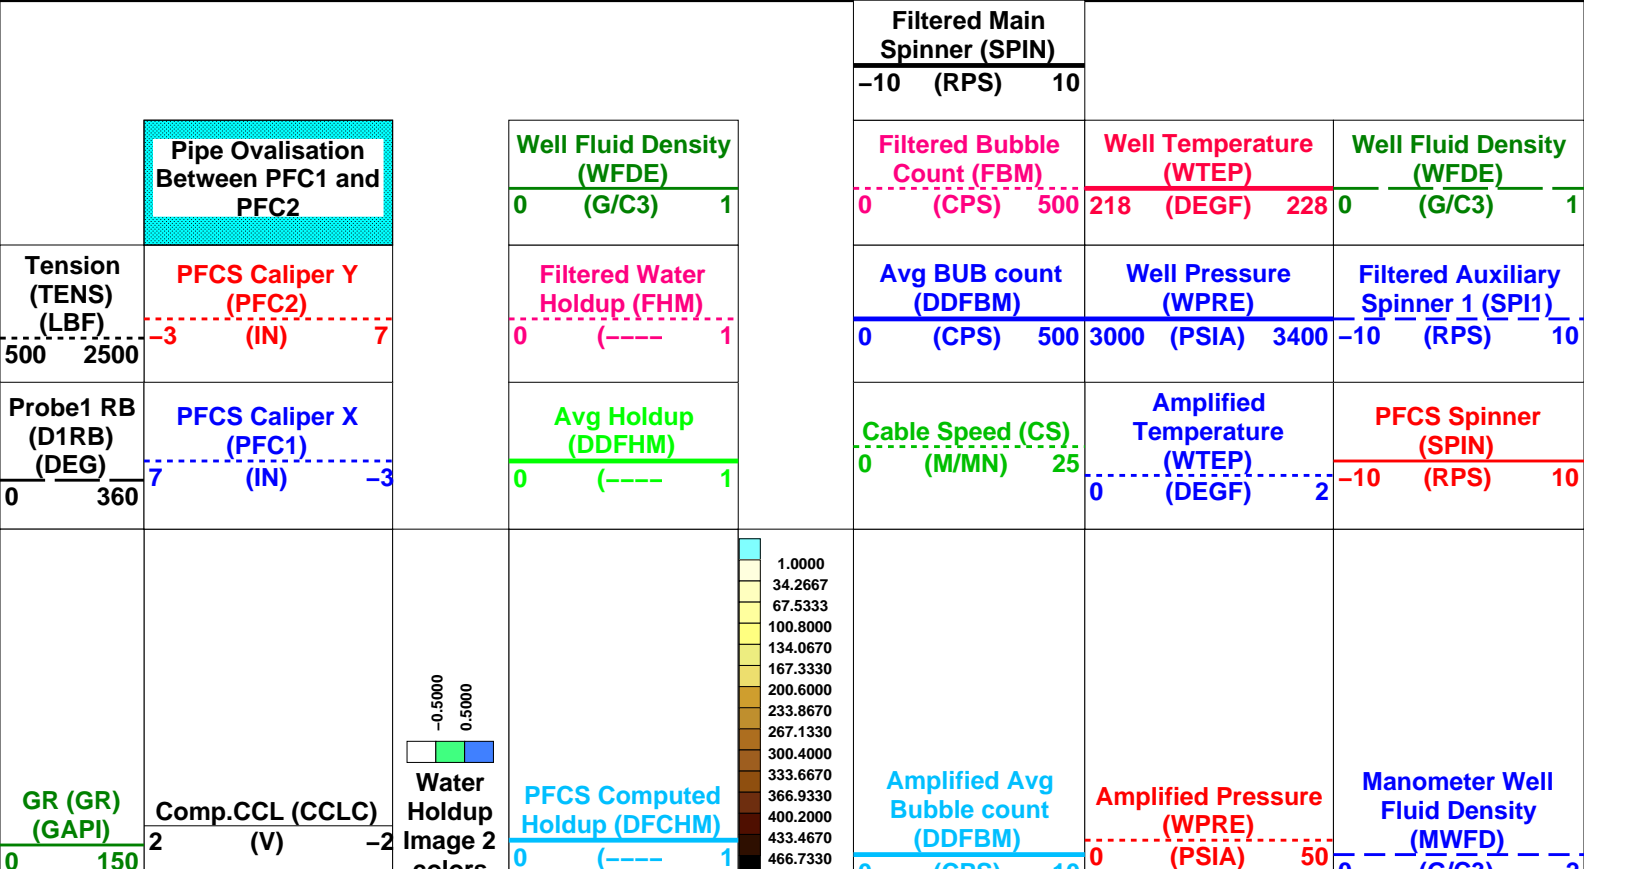 Filtered Main
Spinner (SPIN)
−10 (RPS) 10
Pipe Ovalisation
Between PFC1 and
PFC2
Well Fluid Density
(WFDE)
0 (G/C3) 1
Filtered Bubble
Count (FBM)
0 (CPS) 500
Well Temperature
(WTEP)
218 (DEGF) 228
Well Fluid Density
(WFDE)
0 (G/C3) 1
Tension
(TENS)
(LBF)
500 2500
PFCS Caliper Y
(PFC2)
−3 (IN) 7
Filtered Water
Holdup (FHM)
0 (−−−− 1
Avg BUB count
(DDFBM)
0 (CPS) 500
Well Pressure
(WPRE)
3000 (PSIA) 3400
Filtered Auxiliary
Spinner 1 (SPI1)
−10 (RPS) 10
Probe1 RB
(D1RB)
(DEG)
0 360
PFCS Caliper X
(PFC1)
7 (IN) −3
Avg Holdup
(DDFHM)
0 (−−−− 1
Cable Speed (CS)
0 (M/MN) 25
Amplified
Temperature
(WTEP)
0 (DEGF) 2
PFCS Spinner
(SPIN)
−10 (RPS) 10
GR (GR)
(GAPI)
0 150
Comp.CCL (CCLC)
2 (V) −2
−0.5000
0.5000
Water
Holdup
Image 2
colors
PFCS Computed
Holdup (DFCHM)
0 (−−−− 1
1.0000
34.2667
67.5333
100.8000
134.0670
167.3330
200.6000
233.8670
267.1330
300.4000
333.6670
366.9330
400.2000
433.4670
466.7330
Amplified Avg
Bubble count
(DDFBM)
0 (CPS) 10
Amplified Pressure
(WPRE)
0 (PSIA) 50
Manometer Well
Fluid Density
(MWFD)
0 (G/C3)